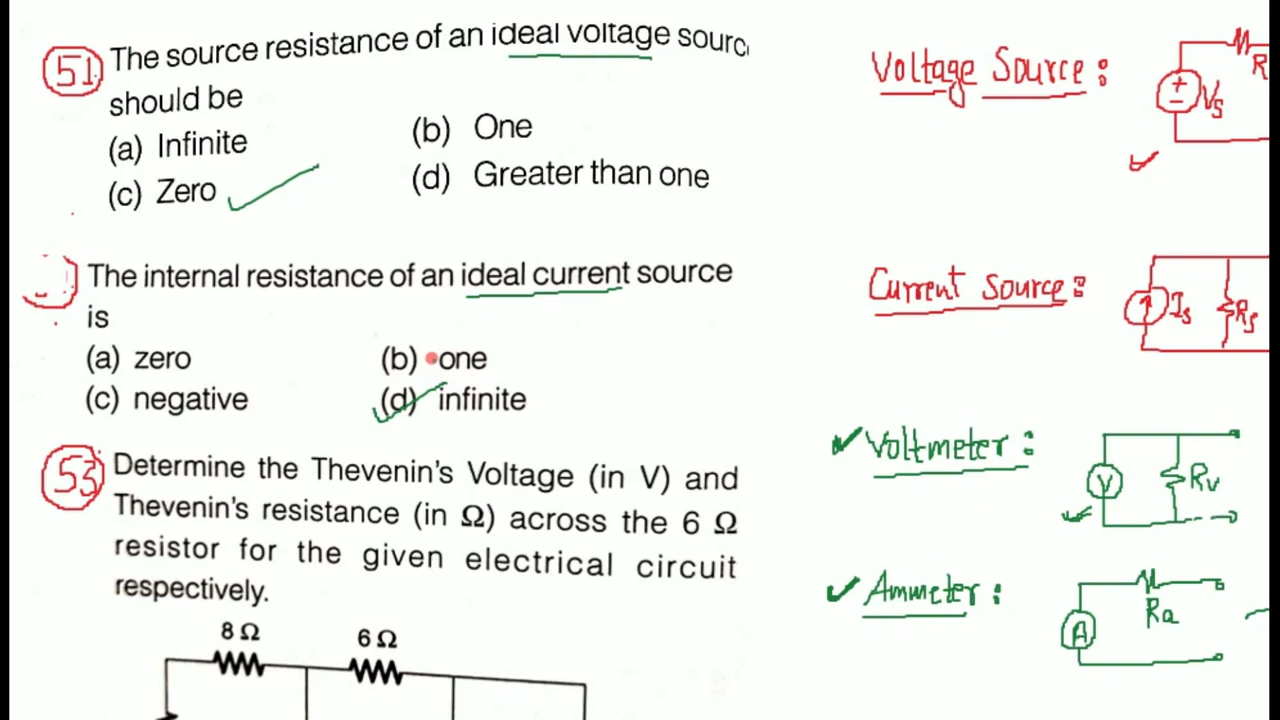 51 The source resistance of an ideal voltage sourc
should be
(a) Infinite (b) One
(c) Zero (d) Greater than one
The internal resistance of an ideal current source
is
(a) zero (b) one
(c) negative (d) infinite
53 Determine the Thevenin's Voltage (in V) and
Thevenin's resistance (in Ω) across the 6 Ω
resistor for the given electrical circuit
respectively.
8 Ω 6 Ω
Voltage Source:
R
+
−
Vs
Current Source:
Is Rs
Voltmeter:
V Rv
Ammeter:
A Ra